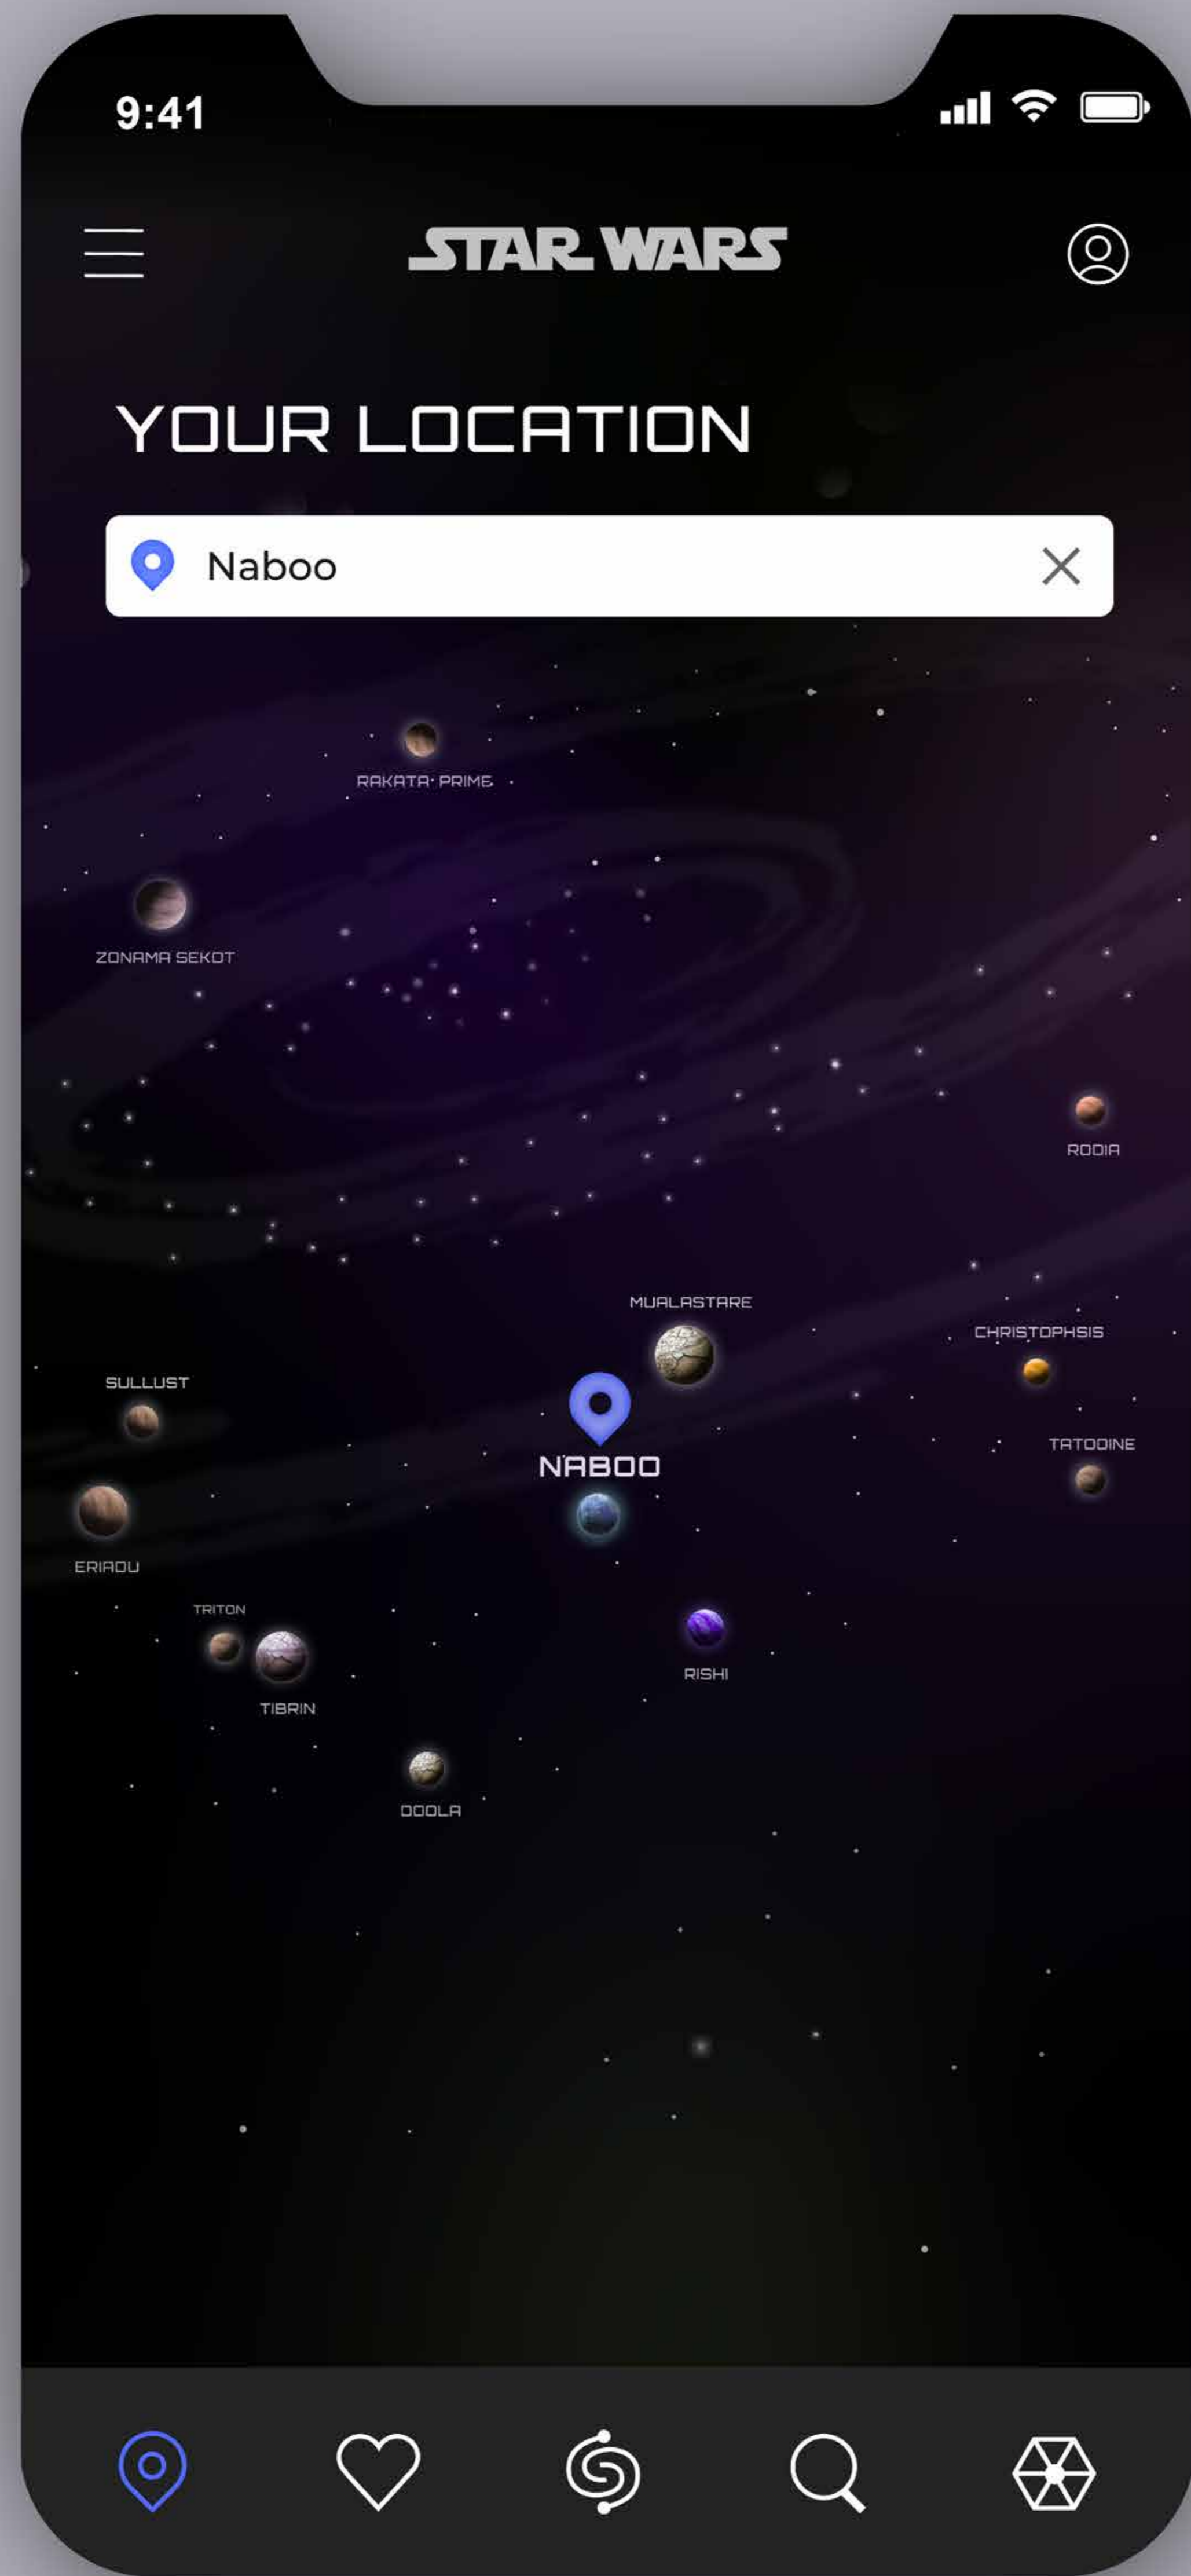 9:41
STAR WARS
YOUR LOCATION
Naboo
RAKATA PRIME
ZONAMA SEKOT
RODIA
MUALASTARE
CHRISTOPHSIS
SULLUST
TATOOINE
NABOO
ERIADU
TRITON
RISHI
TIBRIN
DOOLA